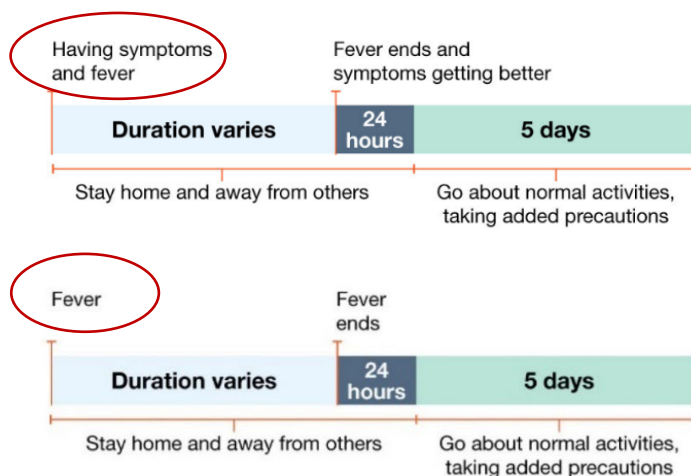 Having symptoms
and fever
Fever ends and
symptoms getting better
Duration varies
24
hours
5 days
Stay home and away from others
Go about normal activities,
taking added precautions
Fever
Fever
ends
Duration varies
24
hours
5 days
Stay home and away from others
Go about normal activities,
taking added precautions